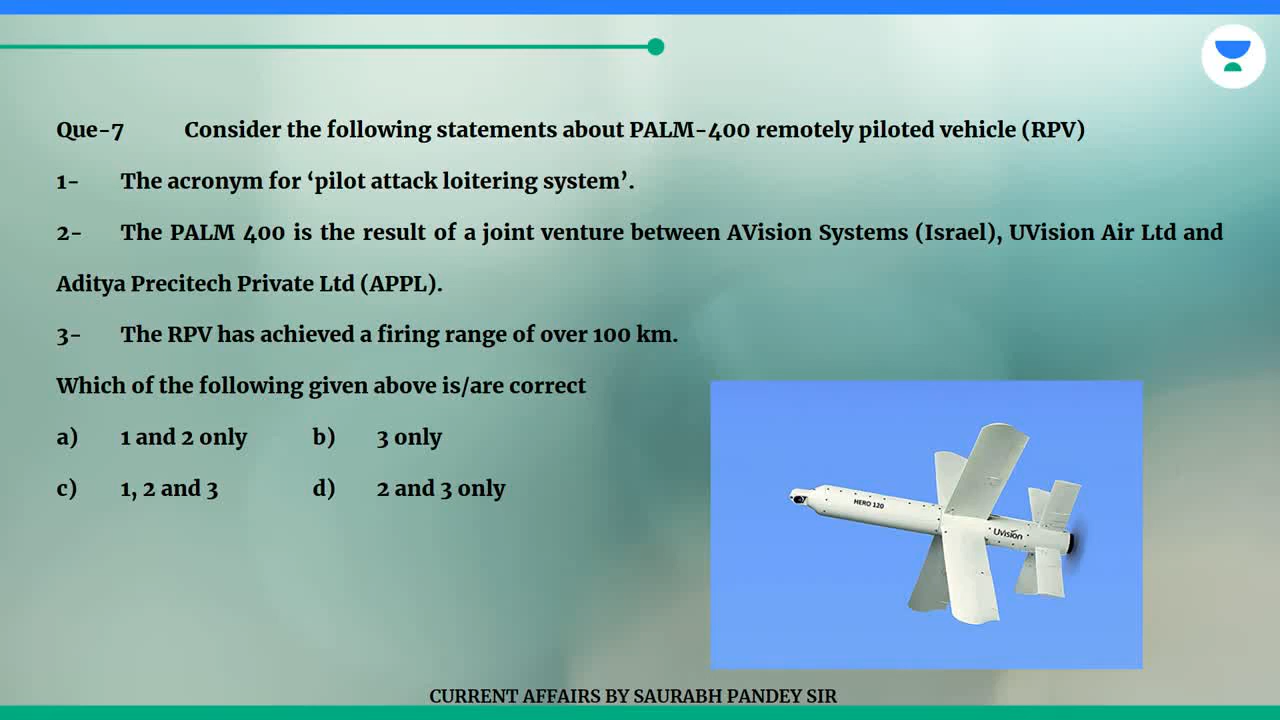 Que-7 Consider the following statements about PALM-400 remotely piloted vehicle (RPV)
1- The acronym for ‘pilot attack loitering system’.
2- The PALM 400 is the result of a joint venture between AVision Systems (Israel), UVision Air Ltd and
Aditya Precitech Private Ltd (APPL).
3- The RPV has achieved a firing range of over 100 km.
Which of the following given above is/are correct
a) 1 and 2 only b) 3 only
c) 1, 2 and 3 d) 2 and 3 only
HERO 120
UVision
CURRENT AFFAIRS BY SAURABH PANDEY SIR